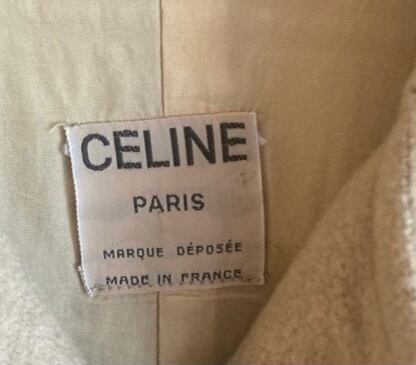 CELINE
PARIS
MARQUE DÉPOSÉE
MADE IN FRANCE